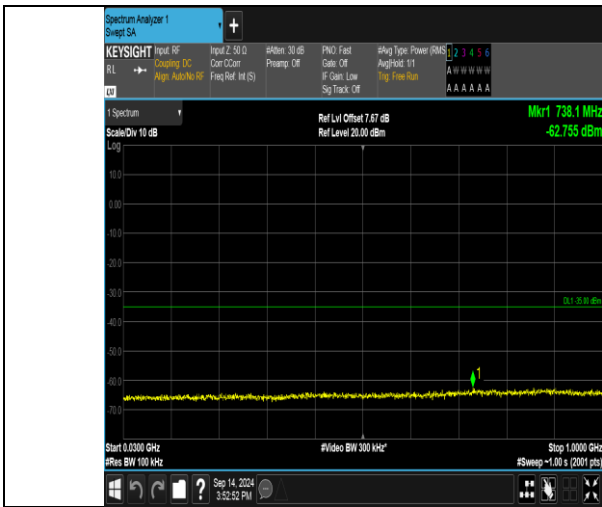 Spectrum Analyzer 1
Swept SA
+
KEYSIGHT Input: RF Input Z: 50 Ω #Atten: 30 dB PNO: Fast #Avg Type: Power (RMS 1 2 3 4 5 6
RL Coupling: DC Corr CCorr Preamp: Off Gate: Off Avg|Hold: 1/1 A W W W W W
Align: Auto/No RF Freq Ref: Int (S) IF Gain: Low Trig: Free Run
LXI Sig Track: Off A A A A A A
1 Spectrum Ref Lvl Offset 7.67 dB Mkr1 738.1 MHz
Scale/Div 10 dB Ref Level 20.00 dBm -62.755 dBm
Log
10.0
0.00
-10.0
-20.0
-30.0
DL1 -35.00 dBm
-40.0
-50.0
1
-60.0
-70.0
Start 0.0300 GHz #Video BW 300 kHz* Stop 1.0000 GHz
#Res BW 100 kHz #Sweep ~1.00 s (2001 pts)
? Sep 14, 2024
3:52:52 PM